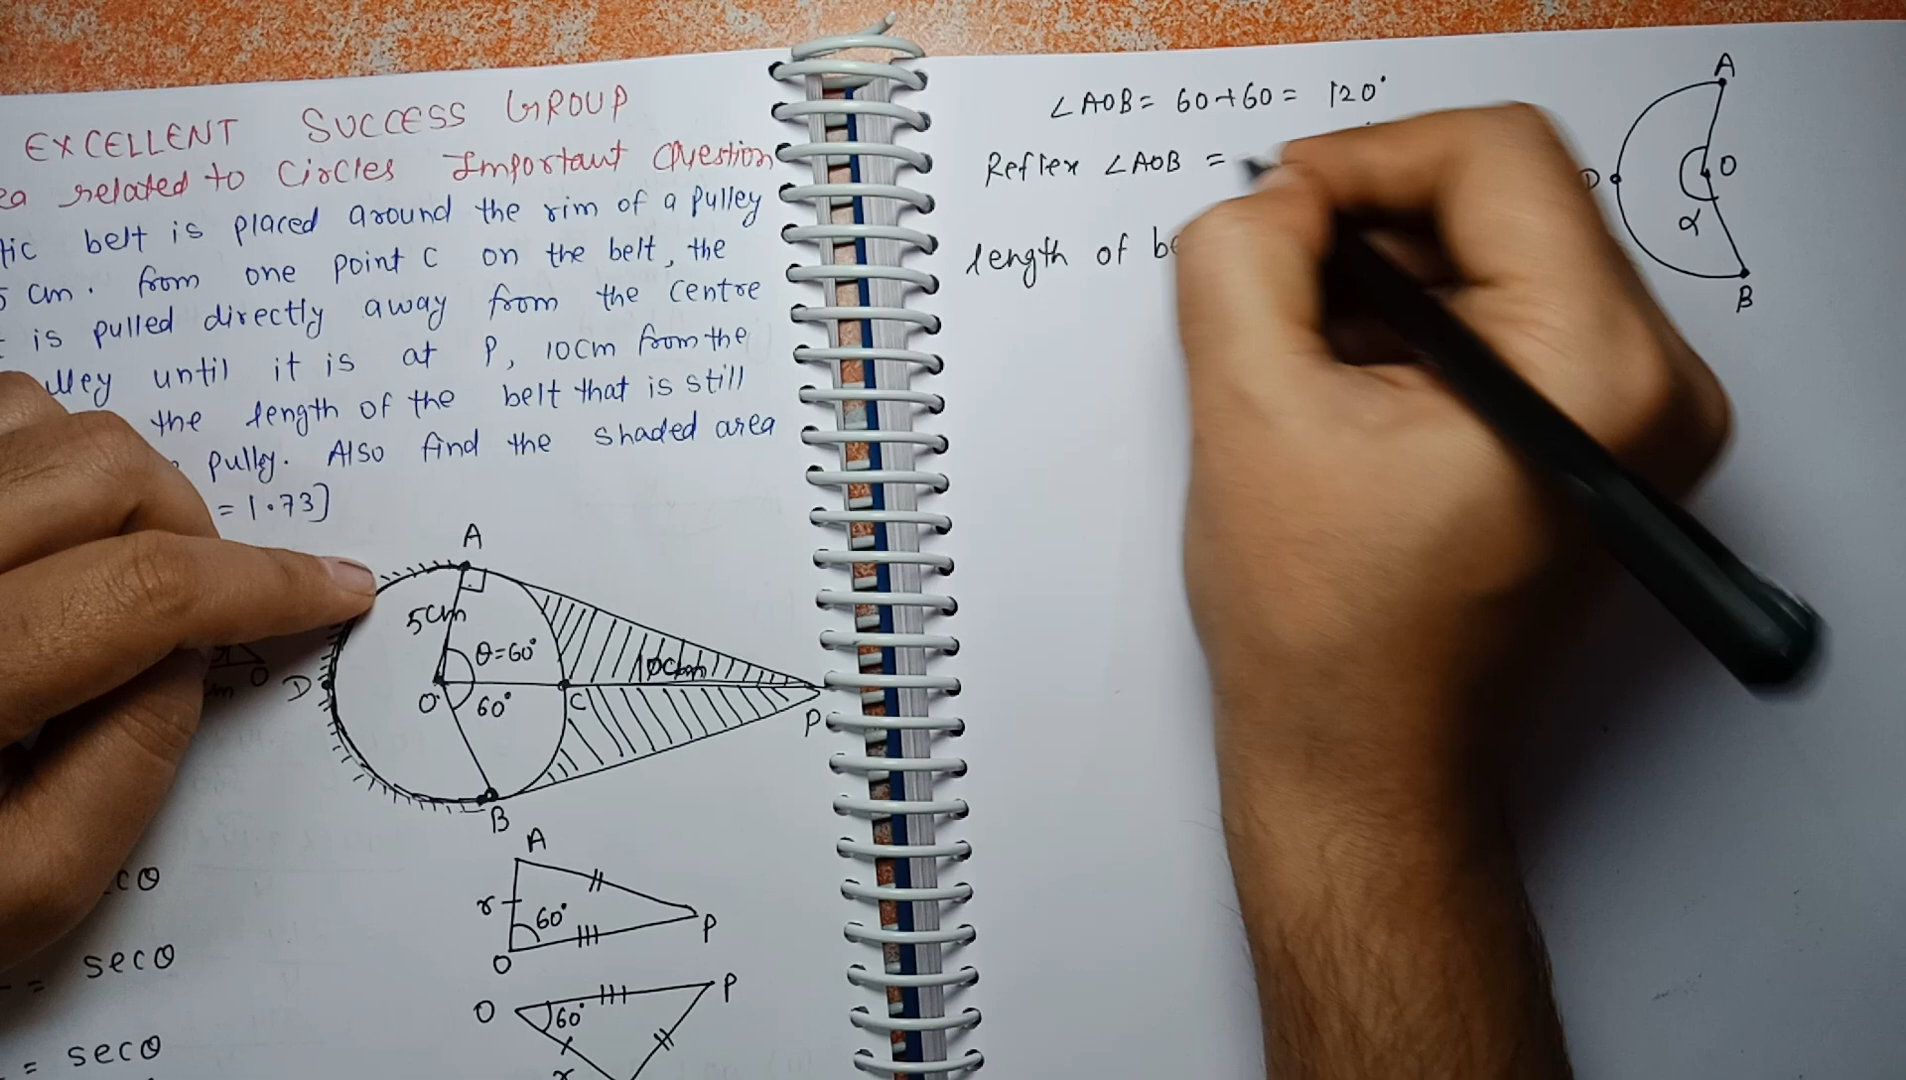 EXCELLENT SUCCESS GROUP
related to Circles Important Question
belt is placed around the rim of a pulley
cm. from one point C on the belt, the
is pulled directly away from the centre
until it is at P, 10cm from the
the length of the belt that is still
pulley. Also find the shaded area
= 1.73]
A
5cm
θ=60°
10cm
D
O
60°
C
P
B
A
r
60°
O
P
O
60°
P
r
secθ
= secθ
∠AOB = 60+60 = 120°
Reflex ∠AOB =
length of
A
D
O
α
B